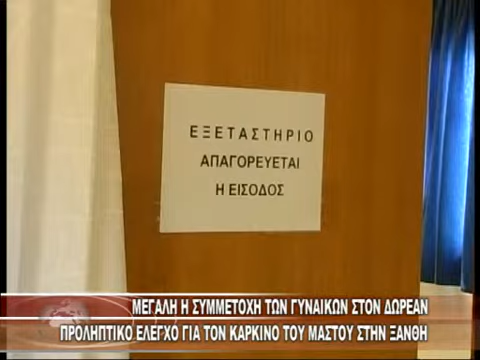 ΕΞΕΤΑΣΤΗΡΙΟ
ΑΠΑΓΟΡΕΥΕΤΑΙ
Η ΕΙΣΟΔΟΣ
ΜΕΓΑΛΗ Η ΣΥΜΜΕΤΟΧΗ ΤΩΝ ΓΥΝΑΙΚΩΝ ΣΤΟΝ ΔΩΡΕΑΝ
ΠΡΟΛΗΠΤΙΚΟ ΕΛΕΓΧΟ ΓΙΑ ΤΟΝ ΚΑΡΚΙΝΟ ΤΟΥ ΜΑΣΤΟΥ ΣΤΗΝ ΞΑΝΘΗ